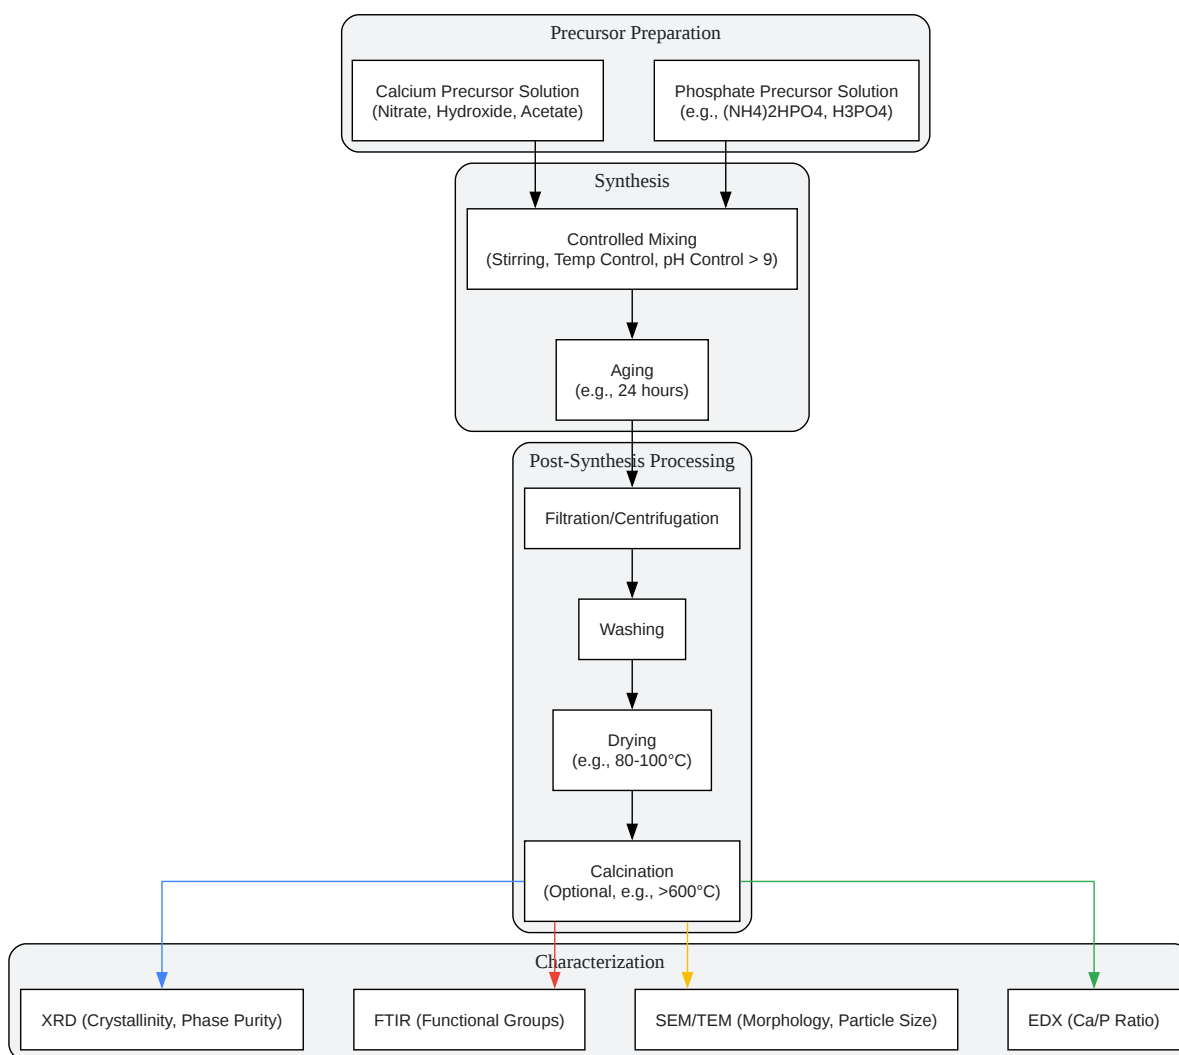 Precursor Preparation
Calcium Precursor Solution
(Nitrate, Hydroxide, Acetate)
Phosphate Precursor Solution
(e.g., (NH4)2HPO4, H3PO4)
Synthesis
Controlled Mixing
(Stirring, Temp Control, pH Control > 9)
Aging
(e.g., 24 hours)
Post-Synthesis Processing
Filtration/Centrifugation
Washing
Drying
(e.g., 80-100°C)
Calcination
(Optional, e.g., >600°C)
Characterization
XRD (Crystallinity, Phase Purity)
FTIR (Functional Groups)
SEM/TEM (Morphology, Particle Size)
EDX (Ca/P Ratio)